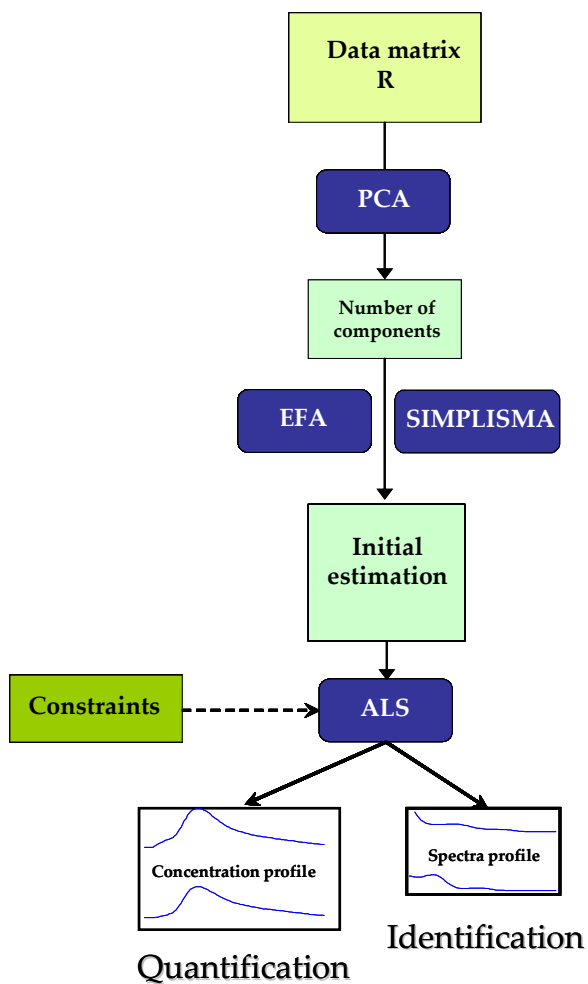 Data matrix
R
PCA
Number of
components
EFA
SIMPLISMA
Initial
estimation
Constraints
ALS
Concentration profile
Spectra profile
Quantification
Identification